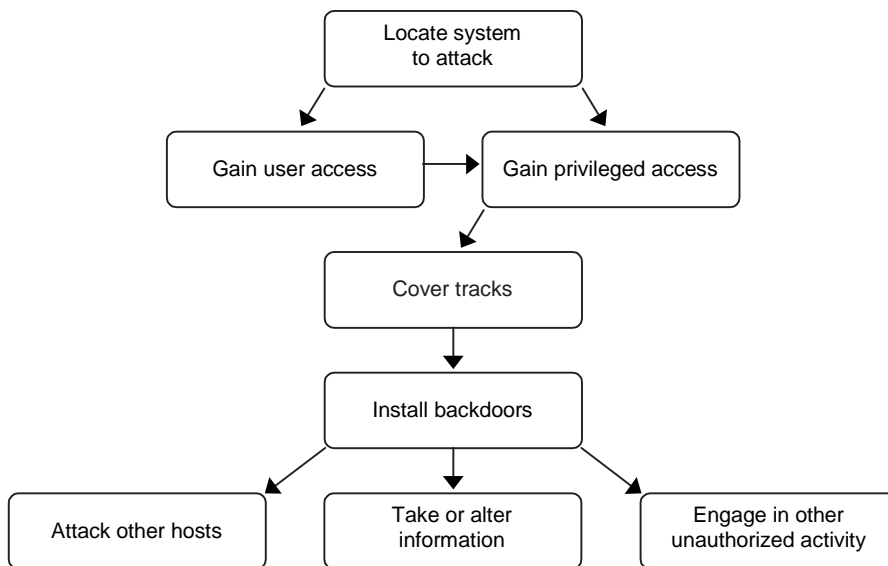 Locate system
to attack
Gain user access
Gain privileged access
Cover tracks
Install backdoors
Attack other hosts
Take or alter
information
Engage in other
unauthorized activity